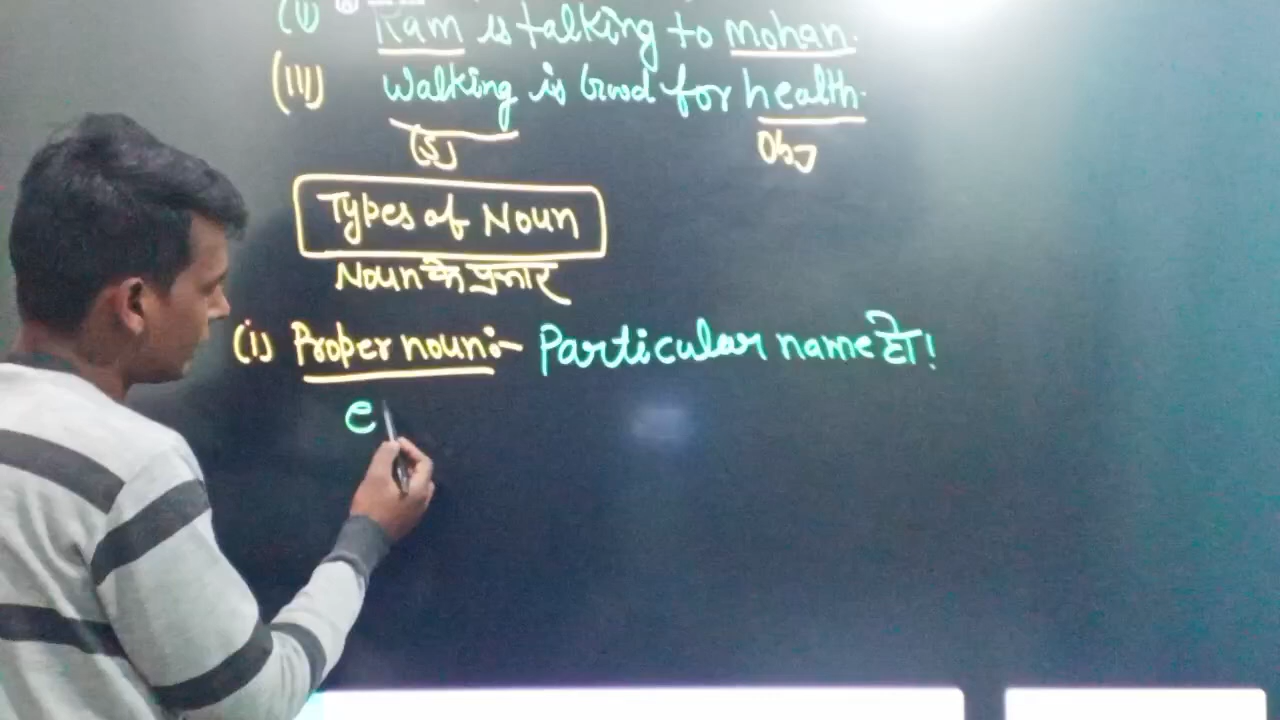 (ii) Ram is talking to mohan.
(III) Walking is Good for health.
(S) Obj
Types of Noun
Noun के प्रकार
(i) Proper noun:- Particular name हो!
e